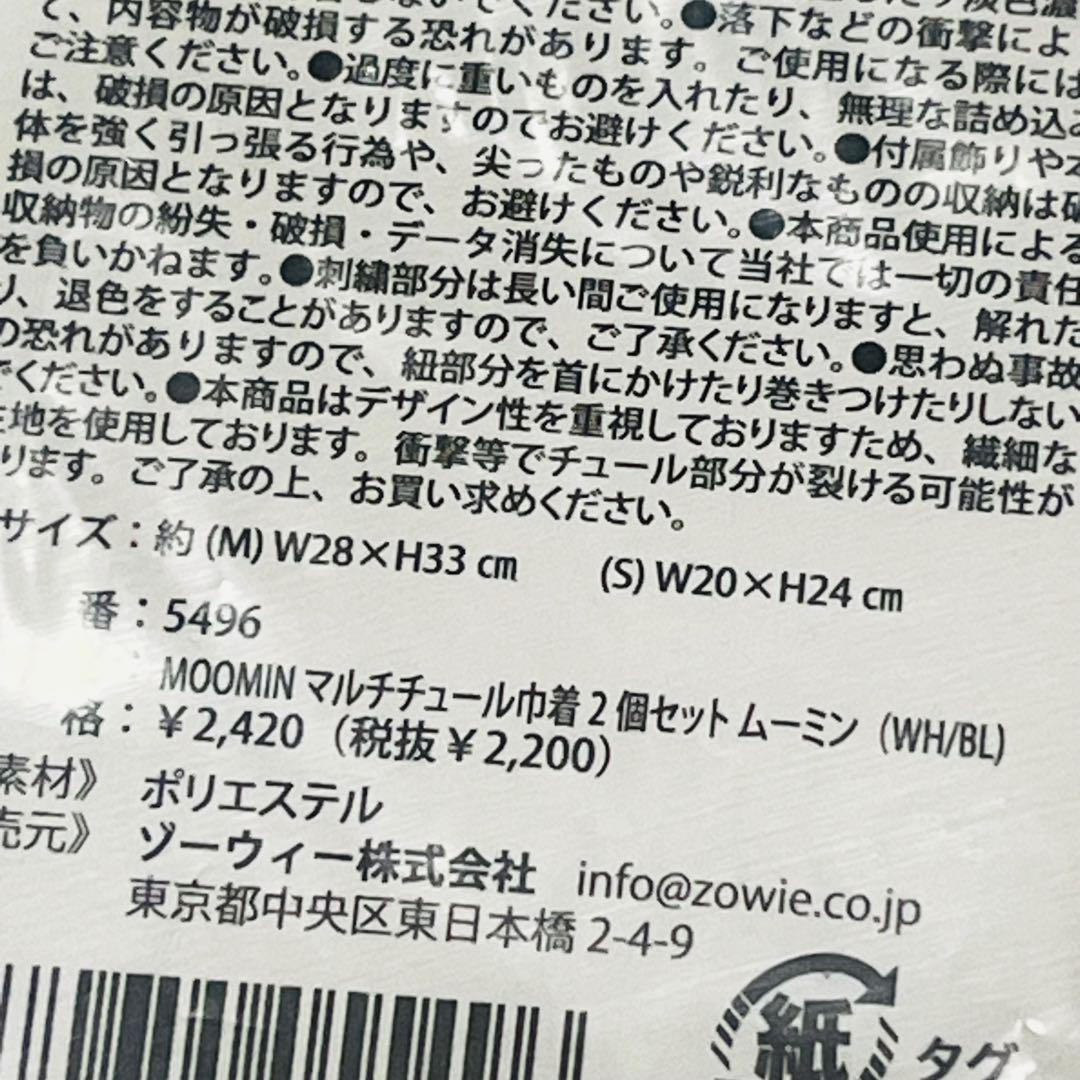 て、内容物が破損する恐れがあります。●落下などの衝撃によ
ご注意ください。●過度に重いものを入れたり、無理な詰め込み
は、破損の原因となりますのでお避けください。●付属飾りや本
体を強く引っ張る行為や、尖ったものや鋭利なものの収納は破
損の原因となりますので、お避けください。●本商品使用による
収納物の紛失・破損・データ消失について当社では一切の責任
を負いかねます。●刺繍部分は長い間ご使用になりますと、解れた
り、退色をすることがありますので、ご了承ください。●思わぬ事故
の恐れがありますので、紐部分を首にかけたり巻きつけたりしない
でください。●本商品はデザイン性を重視しておりますため、繊細な
生地を使用しております。衝撃等でチュール部分が裂ける可能性が
ります。ご了承の上、お買い求めください。
サイズ：約 (M) W28×H33 ㎝ (S) W20×H24 ㎝
番：5496
MOOMIN マルチチュール巾着 2 個セット ムーミン (WH/BL)
格：￥2,420（税抜￥2,200）
素材》 ポリエステル
売元》 ゾーウィー株式会社 info@zowie.co.jp
東京都中央区東日本橋 2-4-9
紙 タグ